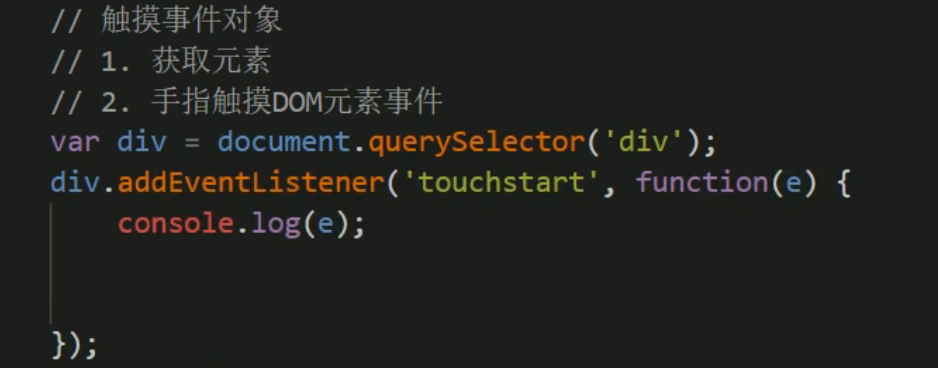 // 触摸事件对象
// 1. 获取元素
// 2. 手指触摸DOM元素事件
var div = document.querySelector('div');
div.addEventListener('touchstart', function(e) {
    console.log(e);
});